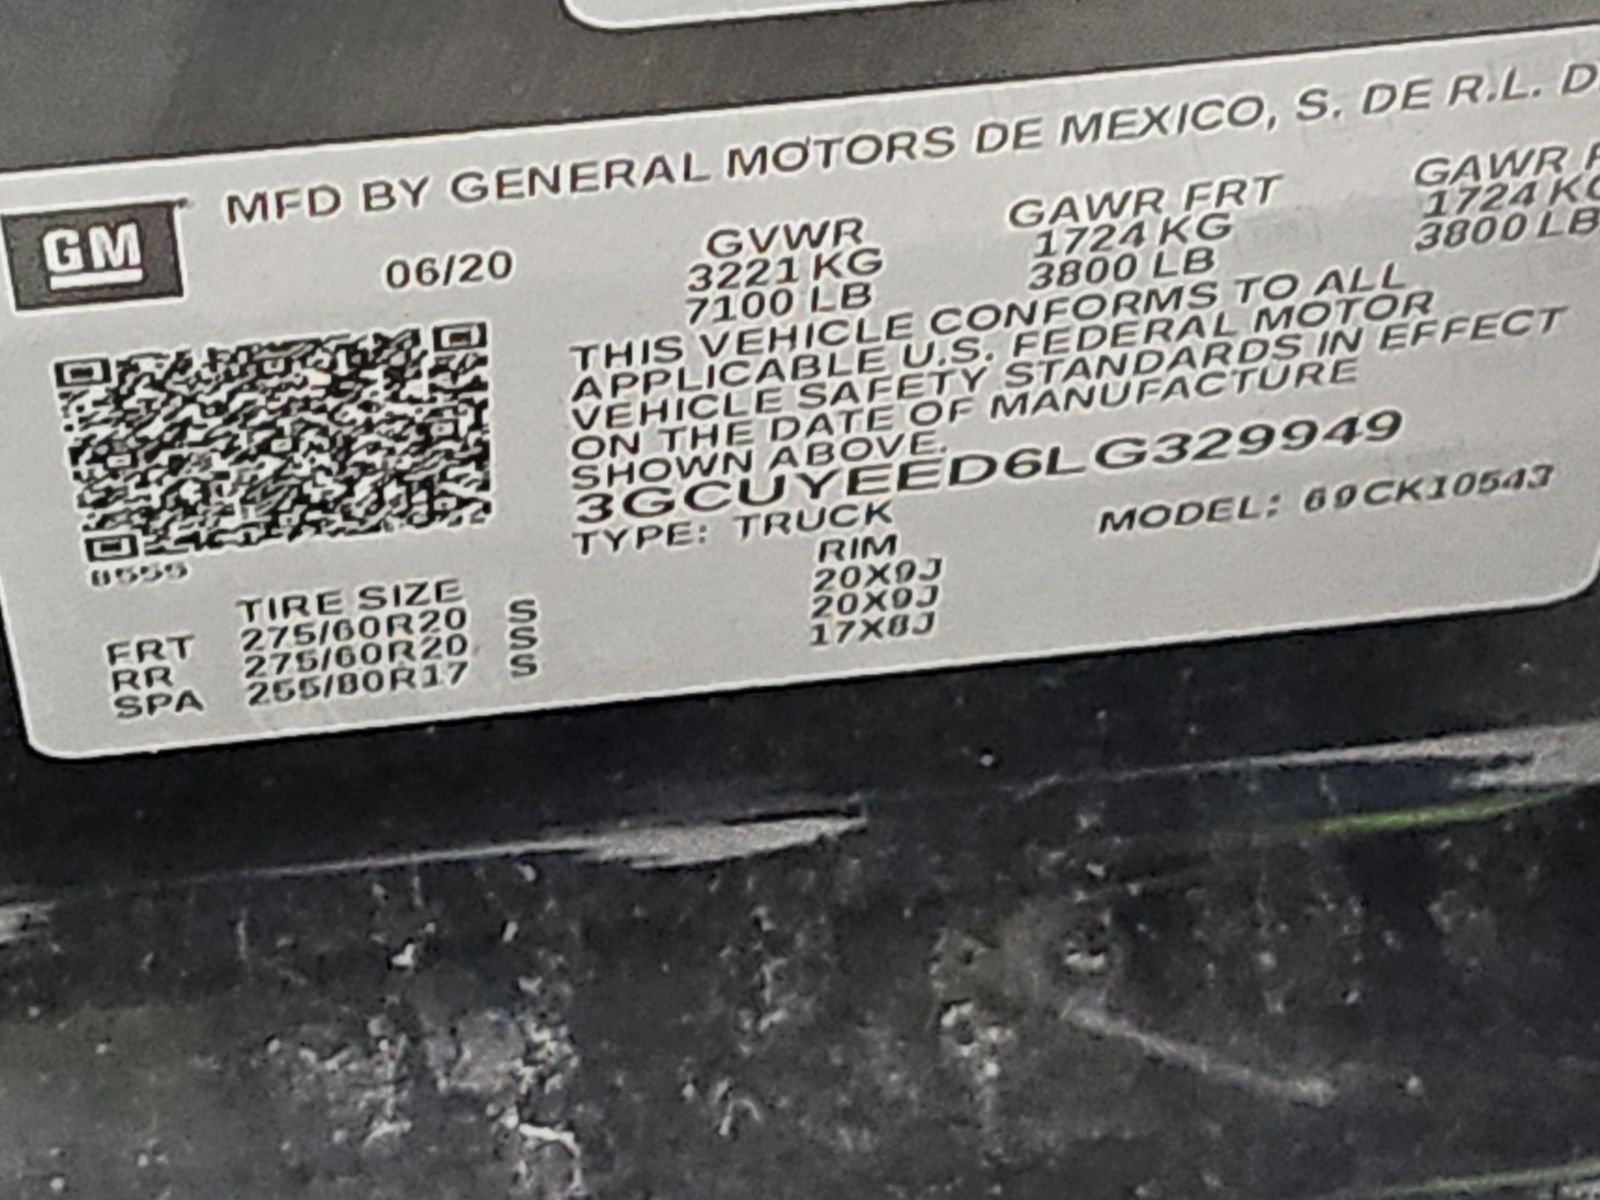 MFD BY GENERAL MOTORS DE MEXICO, S. DE R.L. D
GM
06/20
GVWR
3221 KG
7100 LB
GAWR FRT
1724 KG
3800 LB
GAWR
1724 KG
3800 LB
THIS VEHICLE CONFORMS TO ALL
APPLICABLE U.S. FEDERAL MOTOR
VEHICLE SAFETY STANDARDS IN EFFECT
ON THE DATE OF MANUFACTURE
SHOWN ABOVE.
3GCUYEED6LG329949
TYPE: TRUCK
MODEL: 69CK10543
8555
TIRE SIZE RIM
FRT 275/60R20 S 20X9J
RR 275/60R20 S 20X9J
SPA 255/80R17 S 17X8J